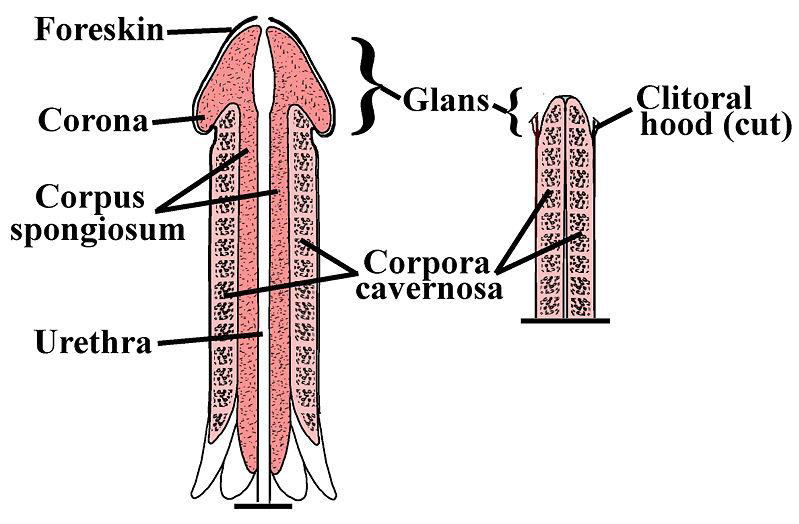 Foreskin
Corona
Corpus
spongiosum
Urethra
Glans
Corpora
cavernosa
Clitoral
hood (cut)